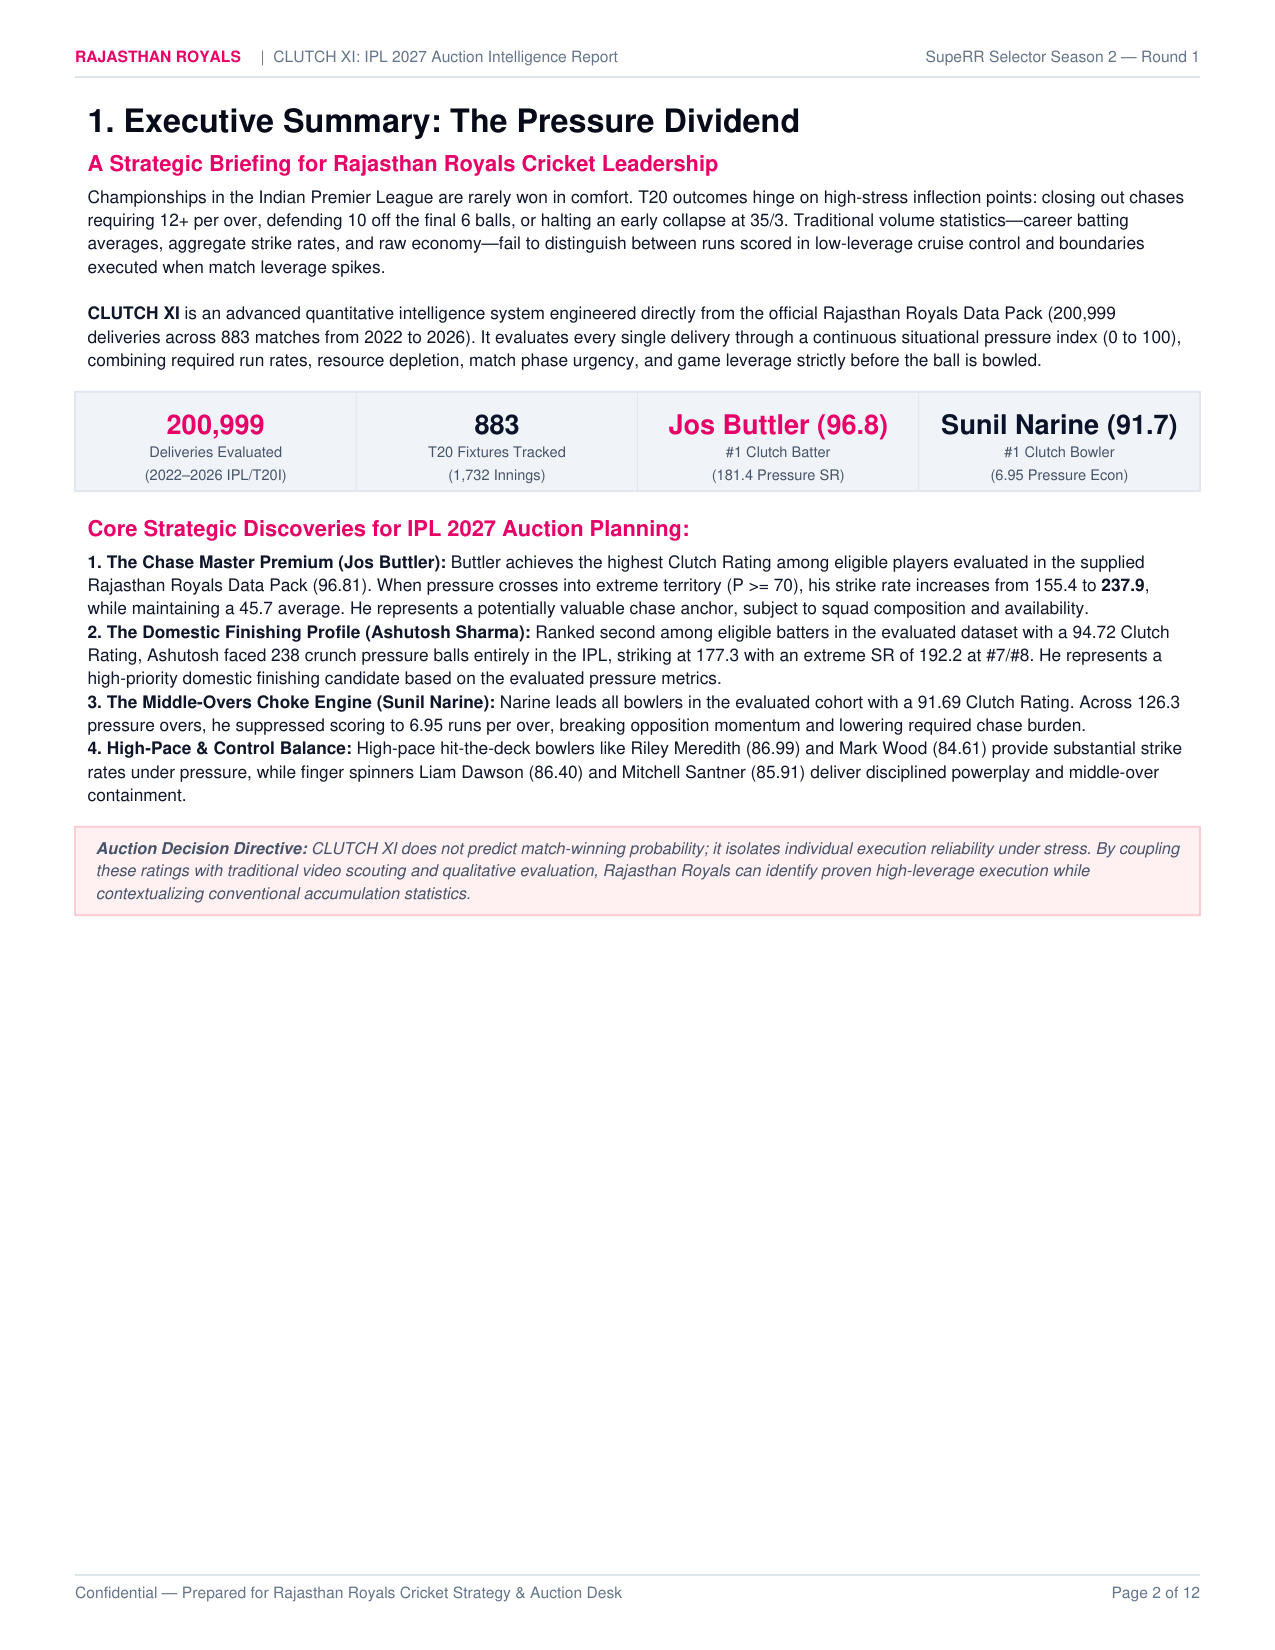 RAJASTHAN ROYALS | CLUTCH XI: IPL 2027 Auction Intelligence Report
SupeRR Selector Season 2 — Round 1
1. Executive Summary: The Pressure Dividend
A Strategic Briefing for Rajasthan Royals Cricket Leadership
Championships in the Indian Premier League are rarely won in comfort. T20 outcomes hinge on high-stress inflection points: closing out chases
requiring 12+ per over, defending 10 off the final 6 balls, or halting an early collapse at 35/3. Traditional volume statistics—career batting
averages, aggregate strike rates, and raw economy—fail to distinguish between runs scored in low-leverage cruise control and boundaries
executed when match leverage spikes.
CLUTCH XI is an advanced quantitative intelligence system engineered directly from the official Rajasthan Royals Data Pack (200,999
deliveries across 883 matches from 2022 to 2026). It evaluates every single delivery through a continuous situational pressure index (0 to 100),
combining required run rates, resource depletion, match phase urgency, and game leverage strictly before the ball is bowled.
200,999
Deliveries Evaluated
(2022–2026 IPL/T20I)
883
T20 Fixtures Tracked
(1,732 Innings)
Jos Buttler (96.8)
#1 Clutch Batter
(181.4 Pressure SR)
Sunil Narine (91.7)
#1 Clutch Bowler
(6.95 Pressure Econ)
Core Strategic Discoveries for IPL 2027 Auction Planning:
1. The Chase Master Premium (Jos Buttler): Buttler achieves the highest Clutch Rating among eligible players evaluated in the supplied
Rajasthan Royals Data Pack (96.81). When pressure crosses into extreme territory (P >= 70), his strike rate increases from 155.4 to 237.9,
while maintaining a 45.7 average. He represents a potentially valuable chase anchor, subject to squad composition and availability.
2. The Domestic Finishing Profile (Ashutosh Sharma): Ranked second among eligible batters in the evaluated dataset with a 94.72 Clutch
Rating, Ashutosh faced 238 crunch pressure balls entirely in the IPL, striking at 177.3 with an extreme SR of 192.2 at #7/#8. He represents a
high-priority domestic finishing candidate based on the evaluated pressure metrics.
3. The Middle-Overs Choke Engine (Sunil Narine): Narine leads all bowlers in the evaluated cohort with a 91.69 Clutch Rating. Across 126.3
pressure overs, he suppressed scoring to 6.95 runs per over, breaking opposition momentum and lowering required chase burden.
4. High-Pace & Control Balance: High-pace hit-the-deck bowlers like Riley Meredith (86.99) and Mark Wood (84.61) provide substantial strike
rates under pressure, while finger spinners Liam Dawson (86.40) and Mitchell Santner (85.91) deliver disciplined powerplay and middle-over
containment.
Auction Decision Directive: CLUTCH XI does not predict match-winning probability; it isolates individual execution reliability under stress. By coupling
these ratings with traditional video scouting and qualitative evaluation, Rajasthan Royals can identify proven high-leverage execution while
contextualizing conventional accumulation statistics.
Confidential — Prepared for Rajasthan Royals Cricket Strategy & Auction Desk
Page 2 of 12